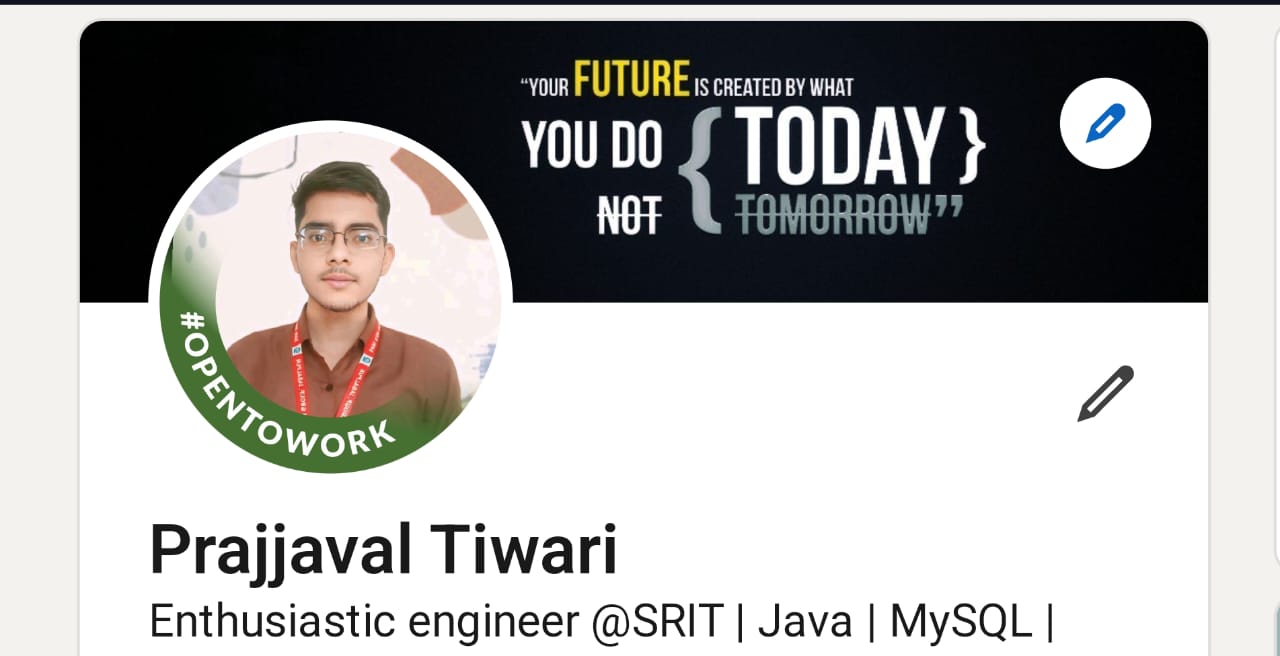 “YOUR FUTURE IS CREATED BY WHAT
YOU DO { TODAY }
NOT TOMORROW”
#OPENTOWORK
Prajjaval Tiwari
Enthusiastic engineer @SRIT | Java | MySQL |